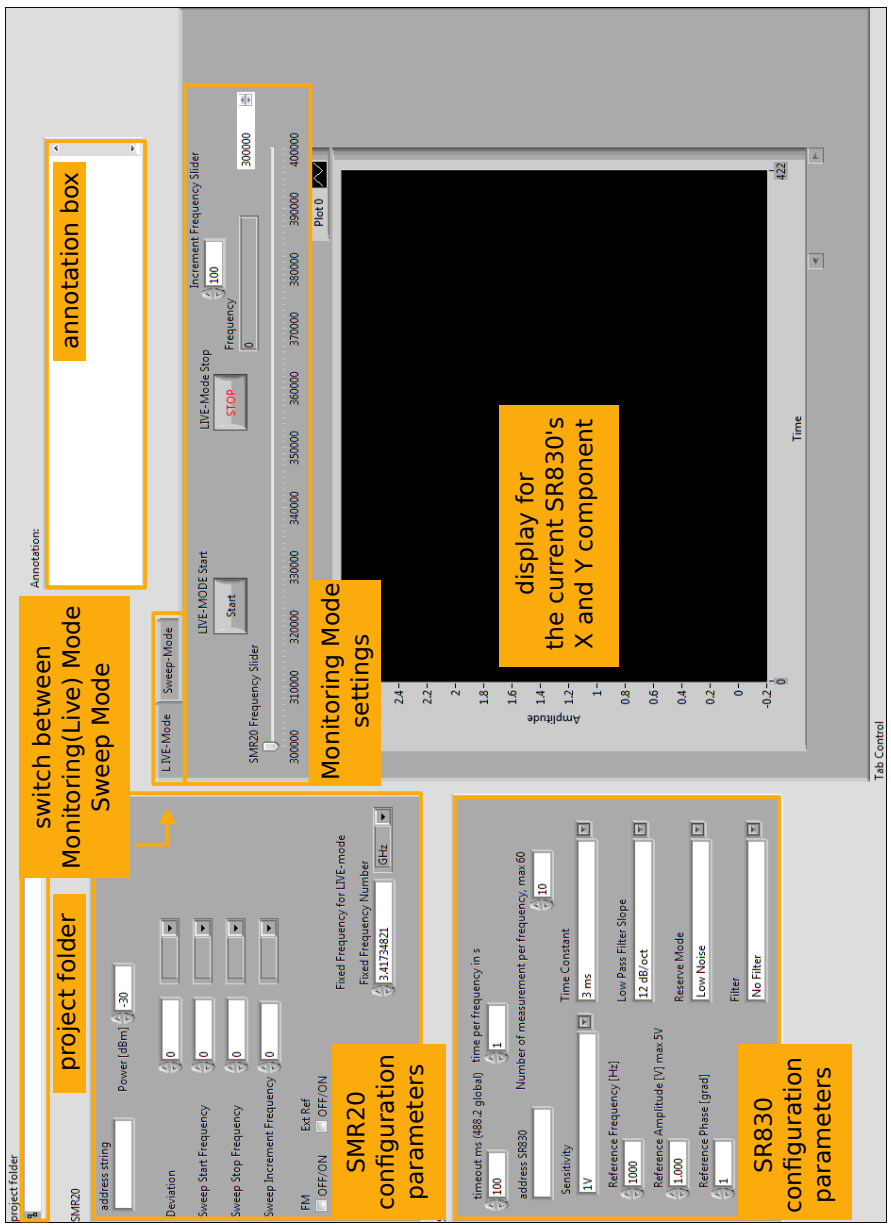 project folder
project folder
switch between
Monitoring(Live) Mode
Sweep Mode
Annotation:
annotation box
SMR20
address string
Power [dBm]
-30
Deviation
0
Sweep Start Frequency
0
Sweep Stop Frequency
0
Sweep Increment Frequency
0
FM
OFF/ON
Ext Ref
OFF/ON
Fixed Frequency for LIVE-mode
Fixed Frequency Number
3.41734821
GHz
SMR20
configuration
parameters
timeout ms (488.2 global)
100
time per frequency in s
1
address SR830
Number of measurement per frequency, max 60
10
Sensitivity
1V
Time Constant
3 ms
Reference Frequency [Hz]
1000
Low Pass Filter Slope
12 dB/oct
Reference Amplitude [V] max 5V
1.000
Reserve Mode
Low Noise
Reference Phase [grad]
1
Filter
No Filter
SR830
configuration
parameters
LIVE-Mode
Sweep-Mode
LIVE-MODE Start
Start
LIVE-Mode Stop
STOP
Increment Frequency Slider
100
Frequency
0
SMR20 Frequency Slider
300000
300000 310000 320000 330000 340000 350000 360000 370000 380000 390000 400000
Monitoring Mode
settings
Plot 0
Amplitude
2.4-
2.2-
2-
1.8-
1.6-
1.4-
1.2-
1-
0.8-
0.6-
0.4-
0.2-
0-
-0.2-
display for
the current SR830's
X and Y component
0
422
Time
Tab Control